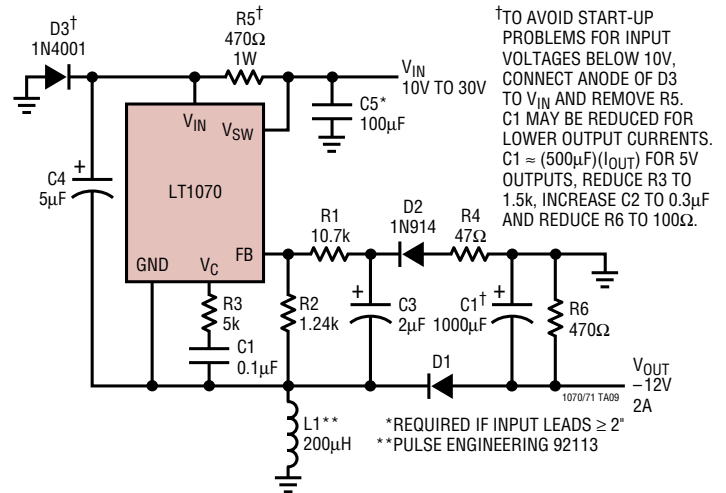 D3†
1N4001
R5†
470Ω
1W
VIN
10V TO 30V
C5*
100µF
†TO AVOID START-UP
PROBLEMS FOR INPUT
VOLTAGES BELOW 10V,
CONNECT ANODE OF D3
TO VIN AND REMOVE R5.
C1 MAY BE REDUCED FOR
LOWER OUTPUT CURRENTS.
C1 ≈ (500µF)(IOUT) FOR 5V
OUTPUTS, REDUCE R3 TO
1.5k, INCREASE C2 TO 0.3µF
AND REDUCE R6 TO 100Ω.
VIN
VSW
LT1070
GND
VC
FB
+
C4
5µF
R1
10.7k
D2
1N914
R4
47Ω
R3
5k
C1
0.1µF
R2
1.24k
+
C3
2µF
C1†
+
1000µF
R6
470Ω
D1
VOUT
–12V
2A
1070/71 TA09
L1**
200µH
*REQUIRED IF INPUT LEADS ≥ 2"
**PULSE ENGINEERING 92113